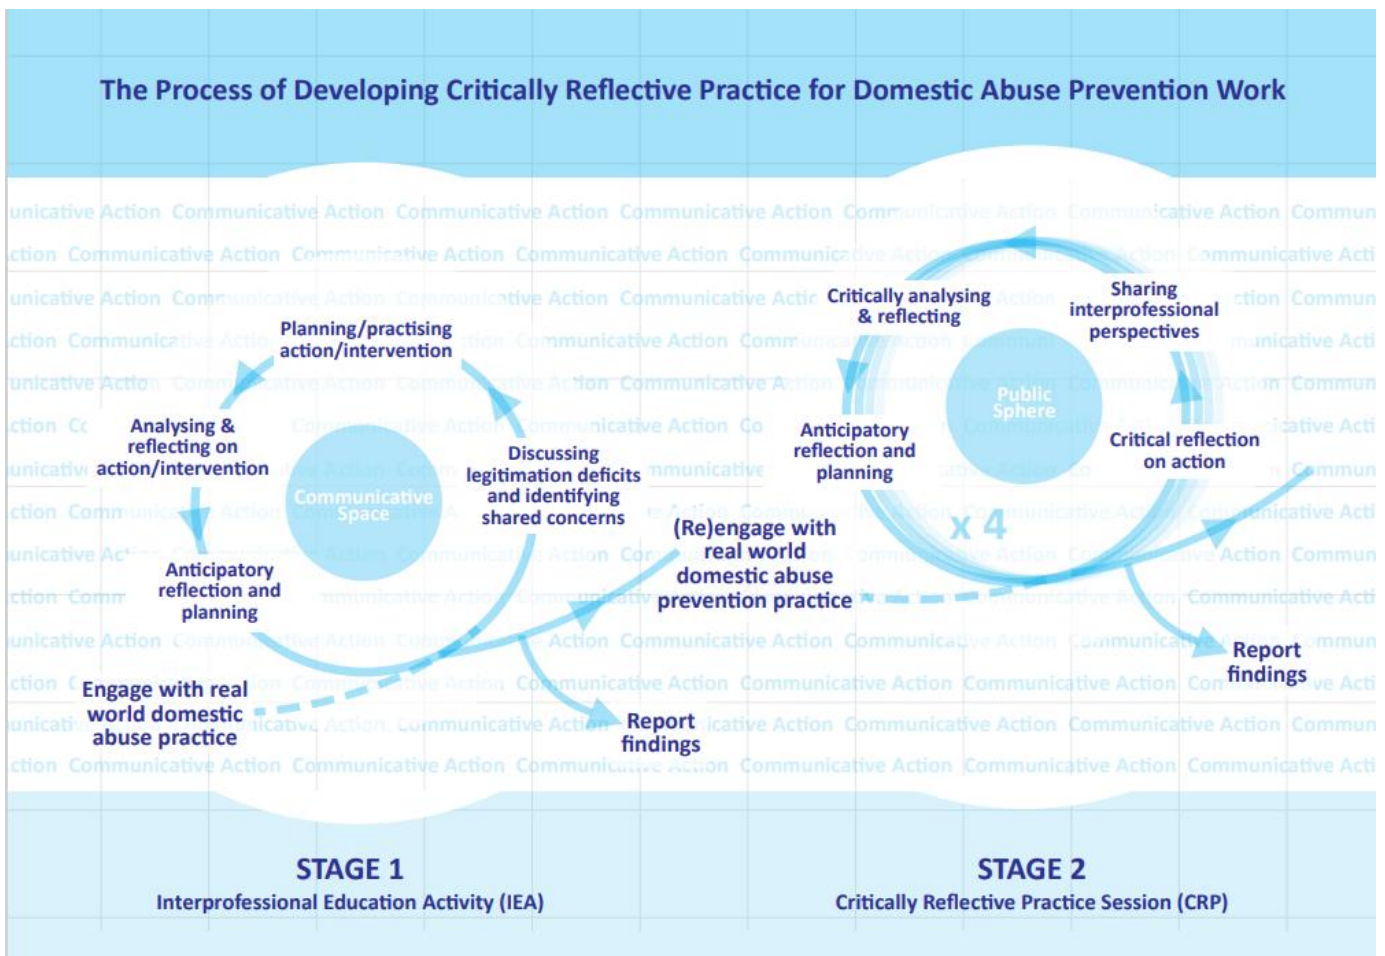 The Process of Developing Critically Reflective Practice for Domestic Abuse Prevention Work
Planning/practising
action/intervention
Analysing &
reflecting on
action/intervention
Discussing
legitimation deficits
and identifying
shared concerns
Communicative
Space
Anticipatory
reflection and
planning
Engage with real
world domestic
abuse practice
Report
findings
(Re)engage with
real world
domestic abuse
prevention practice
Critically analysing
& reflecting
Sharing
interprofessional
perspectives
Public
Sphere
Anticipatory
reflection and
planning
Critical reflection
on action
x 4
Report
findings
STAGE 1
Interprofessional Education Activity (IEA)
STAGE 2
Critically Reflective Practice Session (CRP)